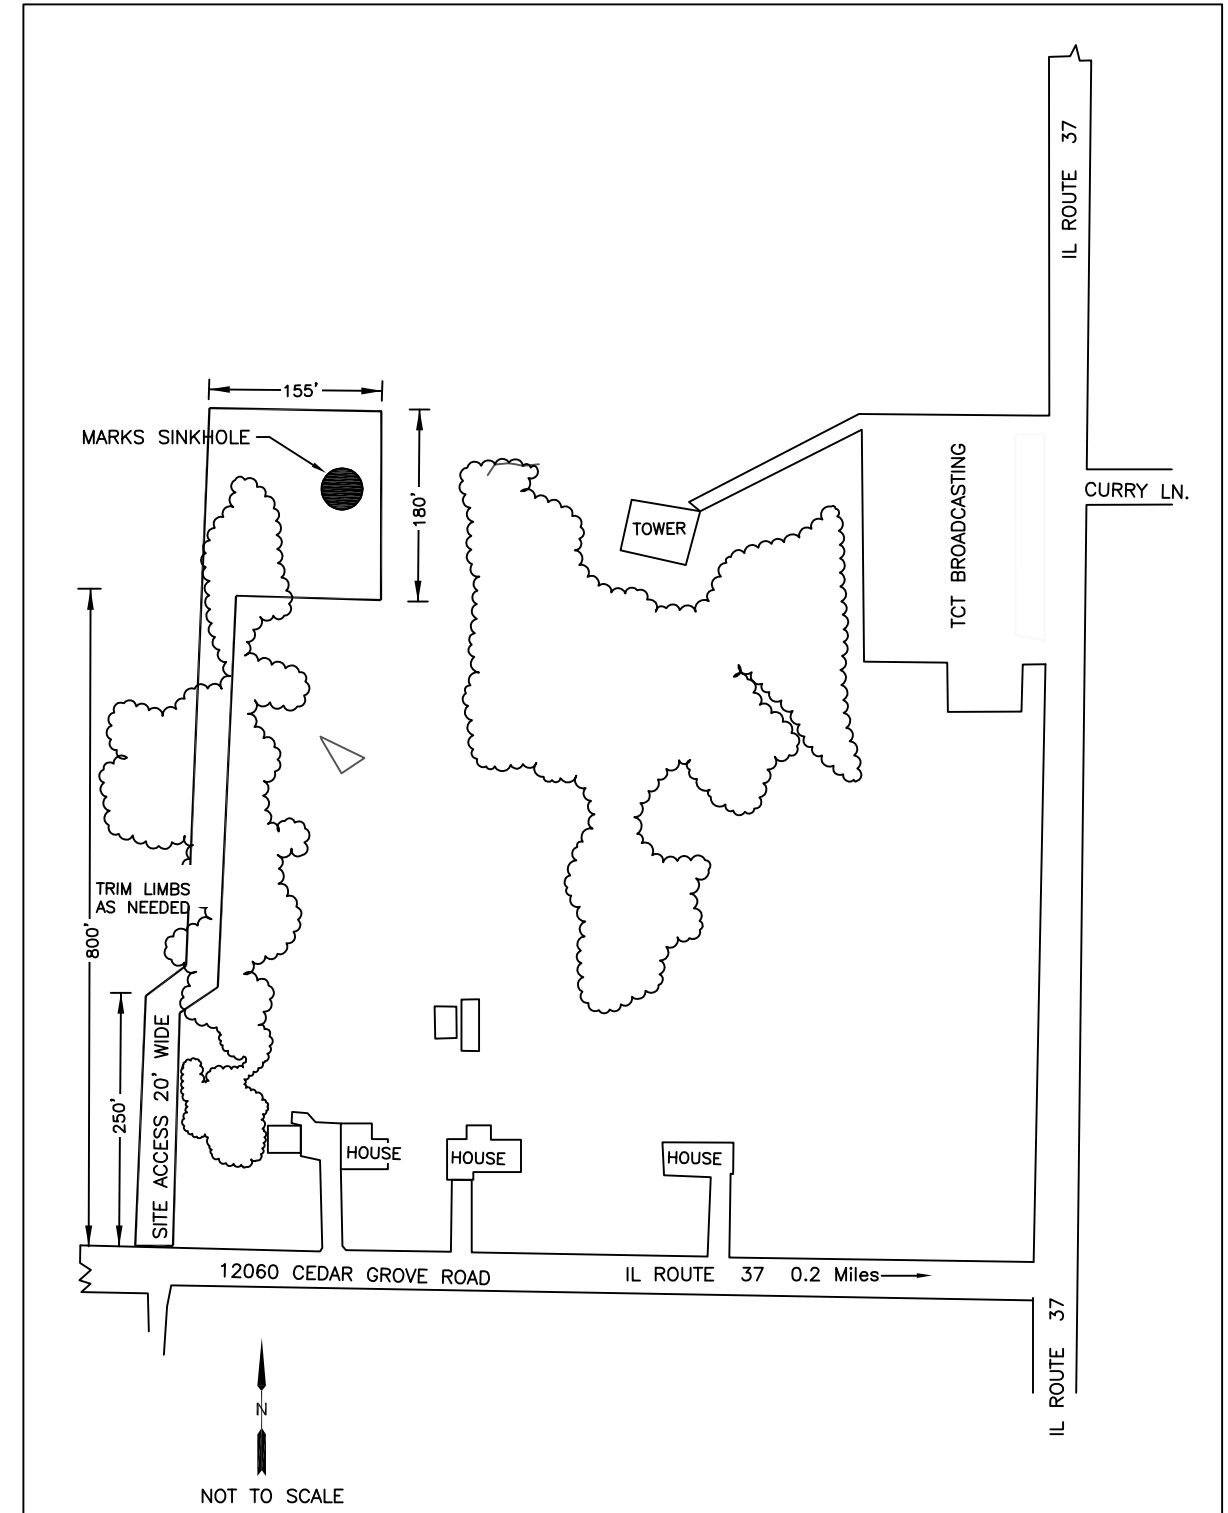 IL ROUTE 37
155'
MARKS SINKHOLE
180'
TCT BROADCASTING
CURRY LN.
TOWER
TRIM LIMBS
AS NEEDED
800'
250'
SITE ACCESS 20' WIDE
HOUSE
HOUSE
HOUSE
12060 CEDAR GROVE ROAD
IL ROUTE 37 0.2 Miles
IL ROUTE 37
N
NOT TO SCALE